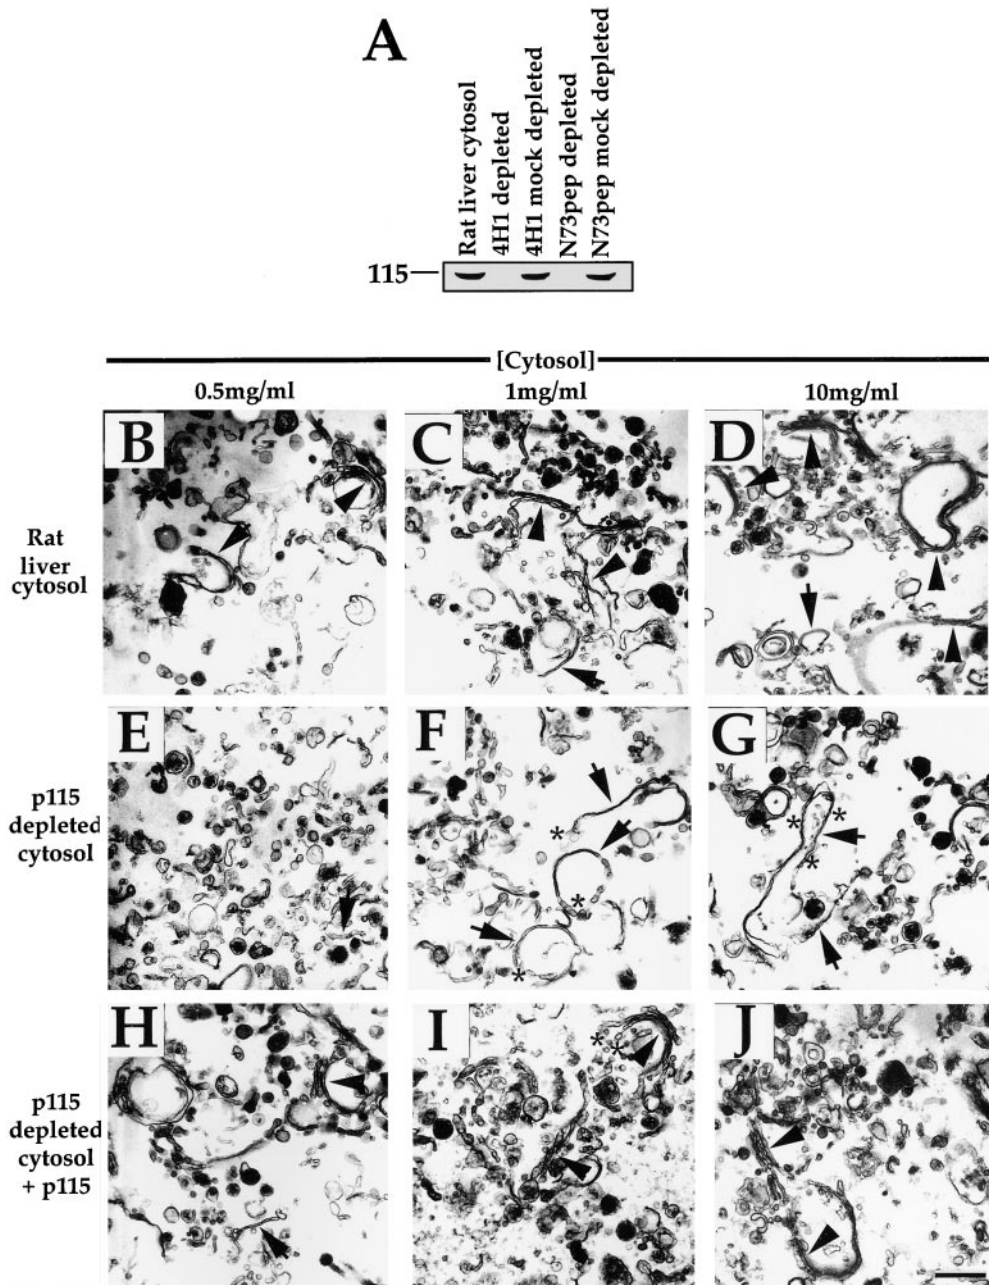 A
Rat liver cytosol
4H1 depleted
4H1 mock depleted
N73pep depleted
N73pep mock depleted
115
[Cytosol]
0.5mg/ml
1mg/ml
10mg/ml
B
C
D
Rat
liver
cytosol
E
F
G
p115
depleted
cytosol
*
*
*
*
*
*
H
I
J
p115
depleted
cytosol
+ p115
* *